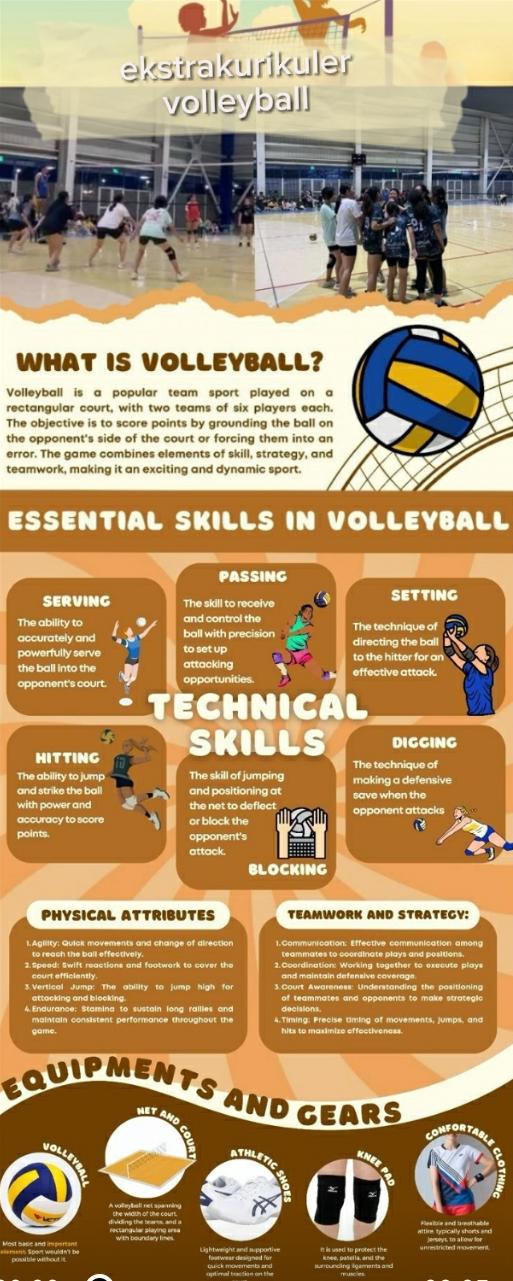 ekstrakurikuler
volleyball
WHAT IS VOLLEYBALL?
Volleyball is a popular team sport played on a
rectangular court, with two teams of six players each.
The objective is to score points by grounding the ball on
the opponent's side of the court or forcing them into an
error. The game combines elements of skill, strategy, and
teamwork, making it an exciting and dynamic sport.
ESSENTIAL SKILLS IN VOLLEYBALL
SERVING
The ability to
accurately and
powerfully serve
the ball into the
opponent's court.
PASSING
The skill to receive
and control the
ball with precision
to set up
attacking
opportunities.
SETTING
The technique of
directing the ball
to the hitter for an
effective attack.
TECHNICAL
SKILLS
HITTING
The ability to jump
and strike the ball
with power and
accuracy to score
points.
The skill of jumping
and positioning at
the net to deflect
or block the
opponent's
attack.
BLOCKING
DIGGING
The technique of
making a defensive
save when the
opponent attacks
PHYSICAL ATTRIBUTES
1. Agility: Quick movements and change of direction
to reach the ball effectively.
2. Speed: Swift reactions and footwork to cover the
court efficiently.
3. Vertical Jump: The ability to jump high for
attacking and blocking.
4. Endurance: Stamina to sustain long rallies and
maintain consistent performance throughout the
game.
TEAMWORK AND STRATEGY:
1. Communication: Effective communication among
teammates to coordinate plays and positions.
2. Coordination: Working together to execute plays
and maintain defensive coverage.
3. Court Awareness: Understanding the positioning
of teammates and opponents to make strategic
decisions.
4. Timing: Precise timing of movements, jumps, and
hits to maximize effectiveness.
EQUIPMENTS AND GEARS
VOLLEYBALL
Most basic and important
element. Sport wouldn't be
possible without it.
NET AND COURT
A volleyball net spanning
the width of the court,
dividing the teams, and a
rectangular playing area
with boundary lines.
ATHLETIC SHOES
Lightweight and supportive
footwear designed for
quick movements and
optimal traction on the
KNEE PAD
It is used to protect the
knee, patella, and the
surrounding ligaments and
muscles.
COMFORTABLE CLOTHING
Flexible and breathable
attire, typically shorts and
jerseys, to allow for
unrestricted movement.